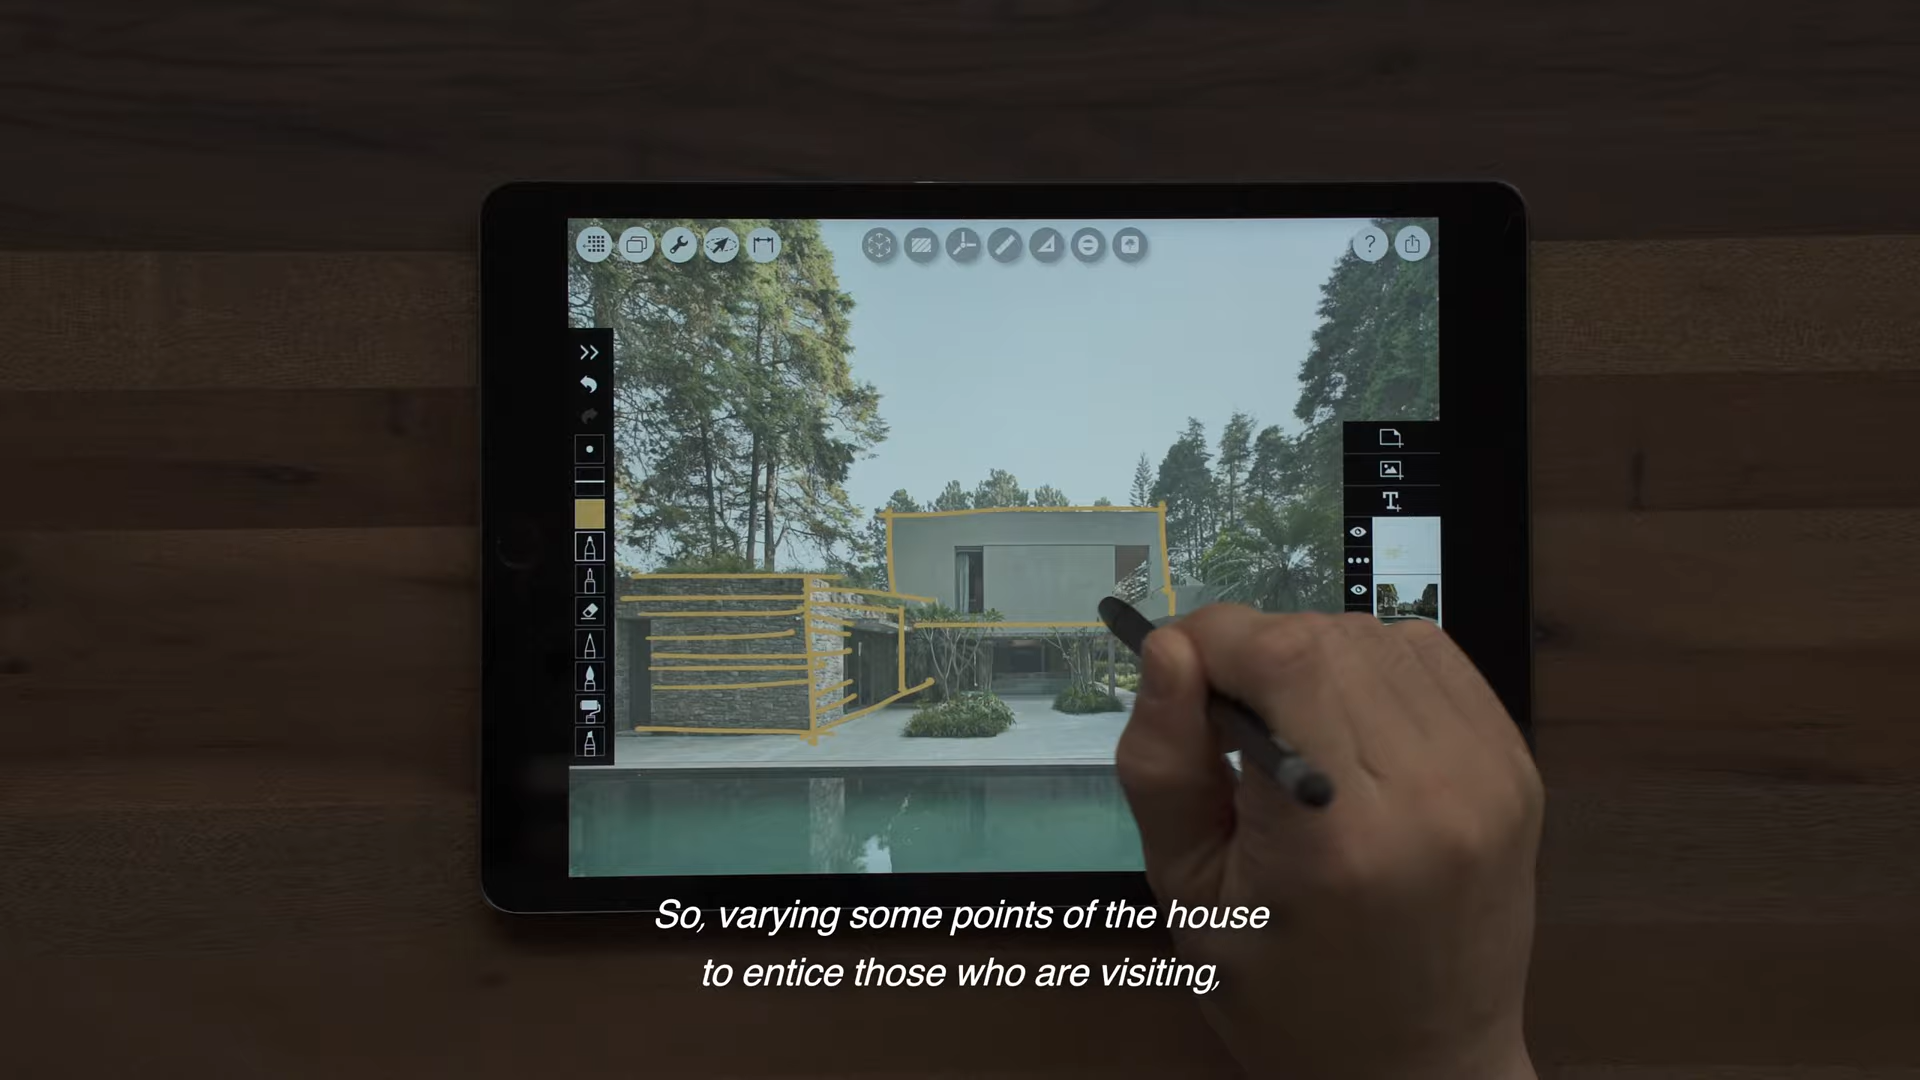 ?
T
So, varying some points of the house
to entice those who are visiting,